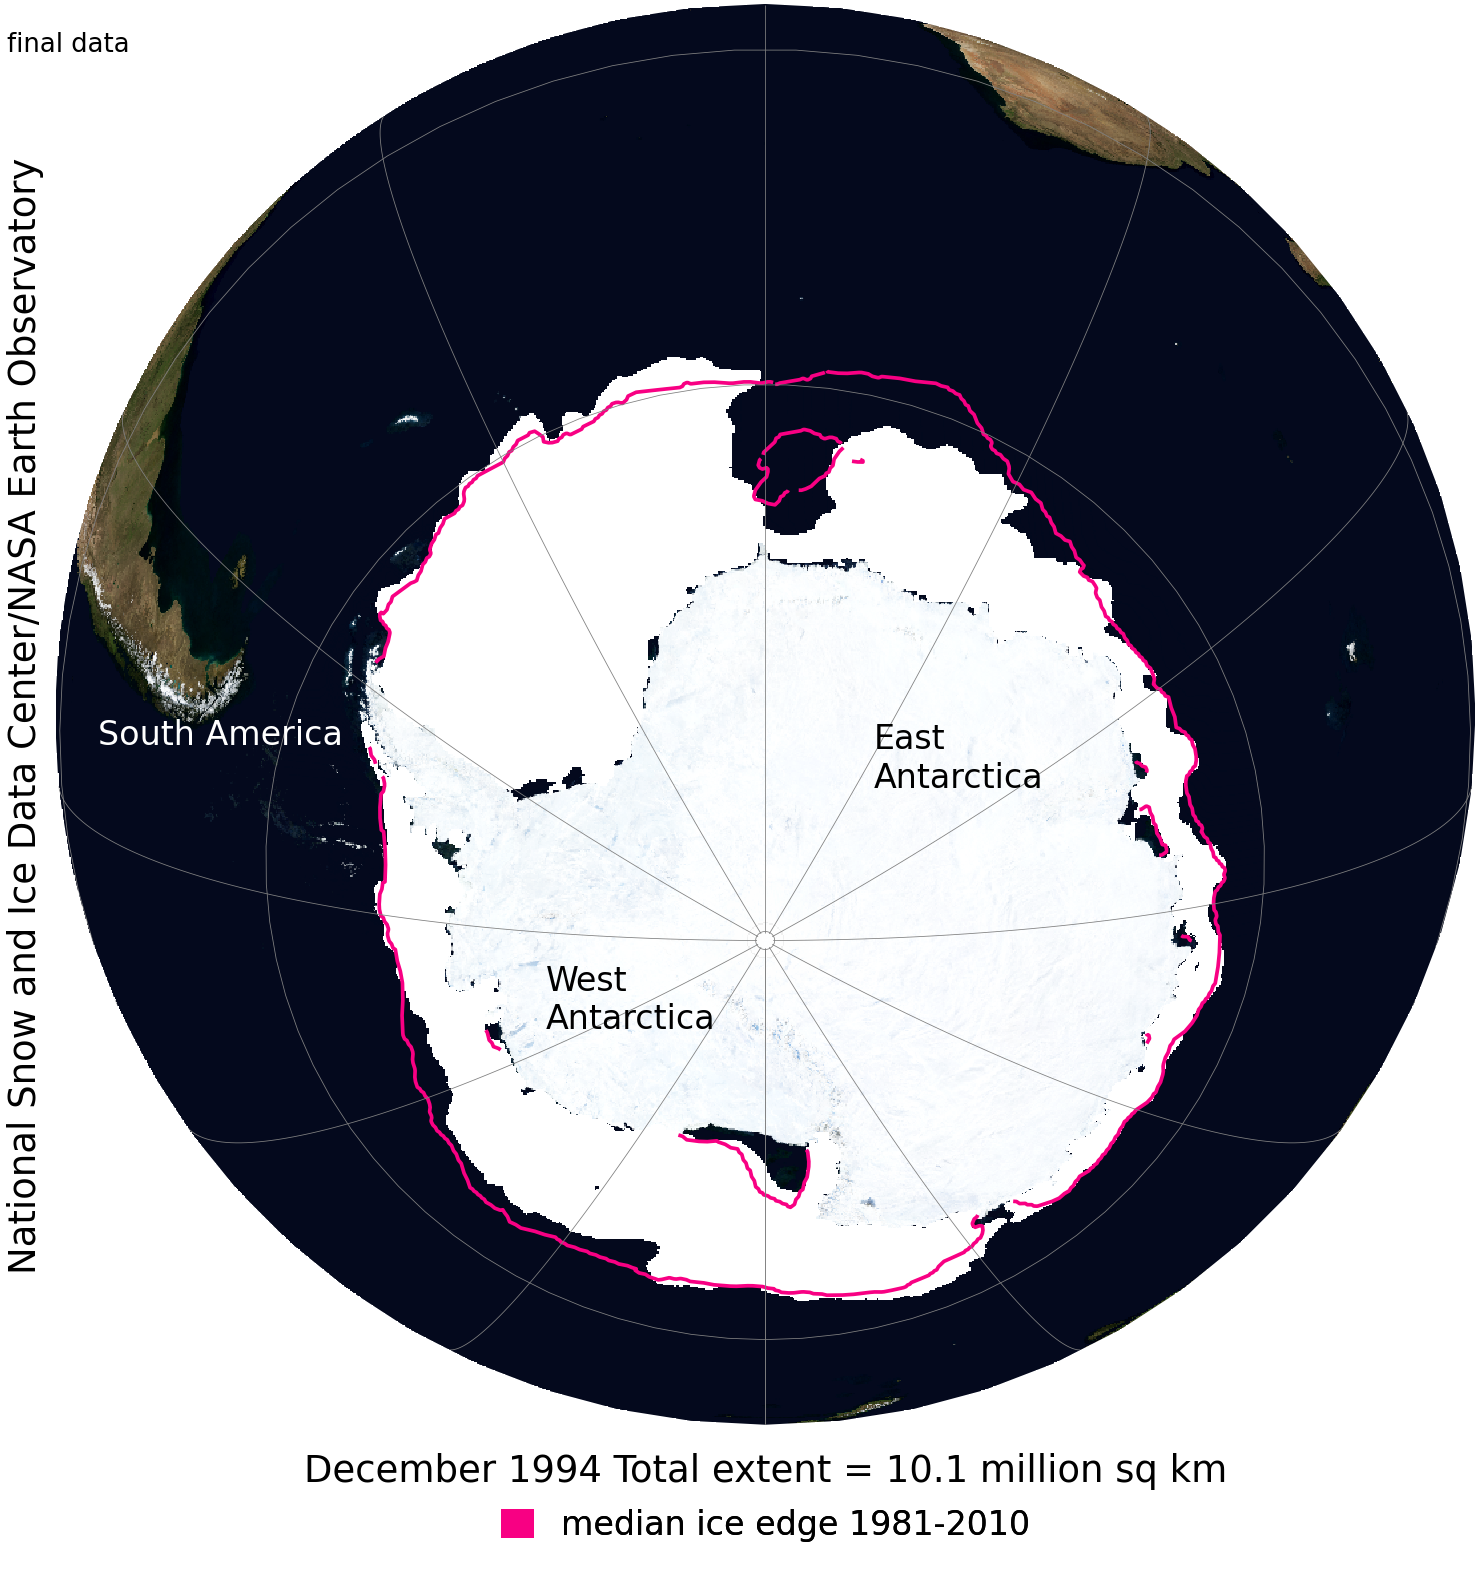 final data
National Snow and Ice Data Center/NASA Earth Observatory
South America
East
Antarctica
West
Antarctica
December 1994 Total extent = 10.1 million sq km
median ice edge 1981-2010